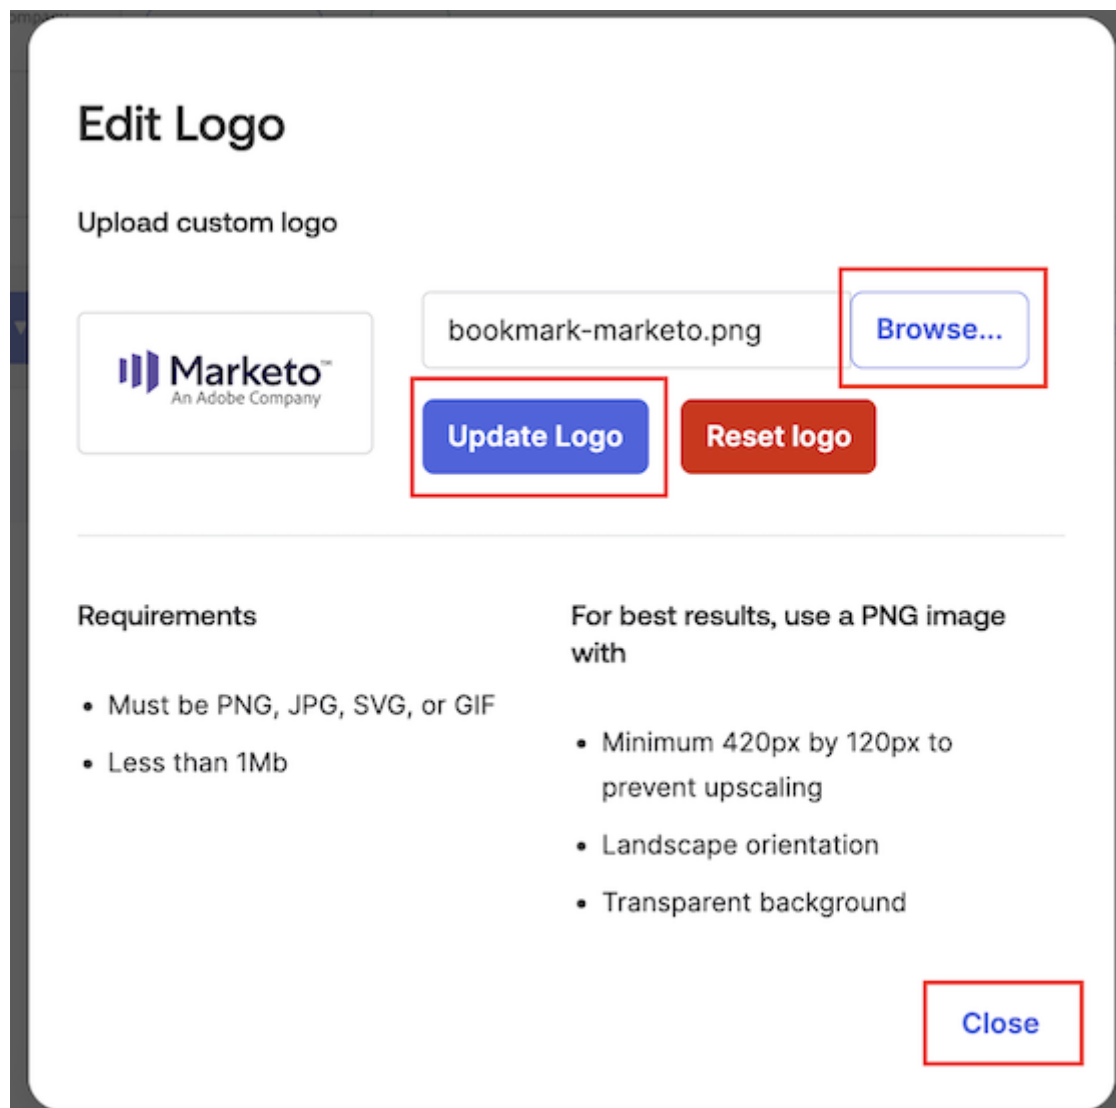 Edit Logo
Upload custom logo
Marketo™
An Adobe Company
bookmark-marketo.png
Browse...
Update Logo
Reset logo
Requirements
• Must be PNG, JPG, SVG, or GIF
• Less than 1Mb
For best results, use a PNG image
with
• Minimum 420px by 120px to
prevent upscaling
• Landscape orientation
• Transparent background
Close